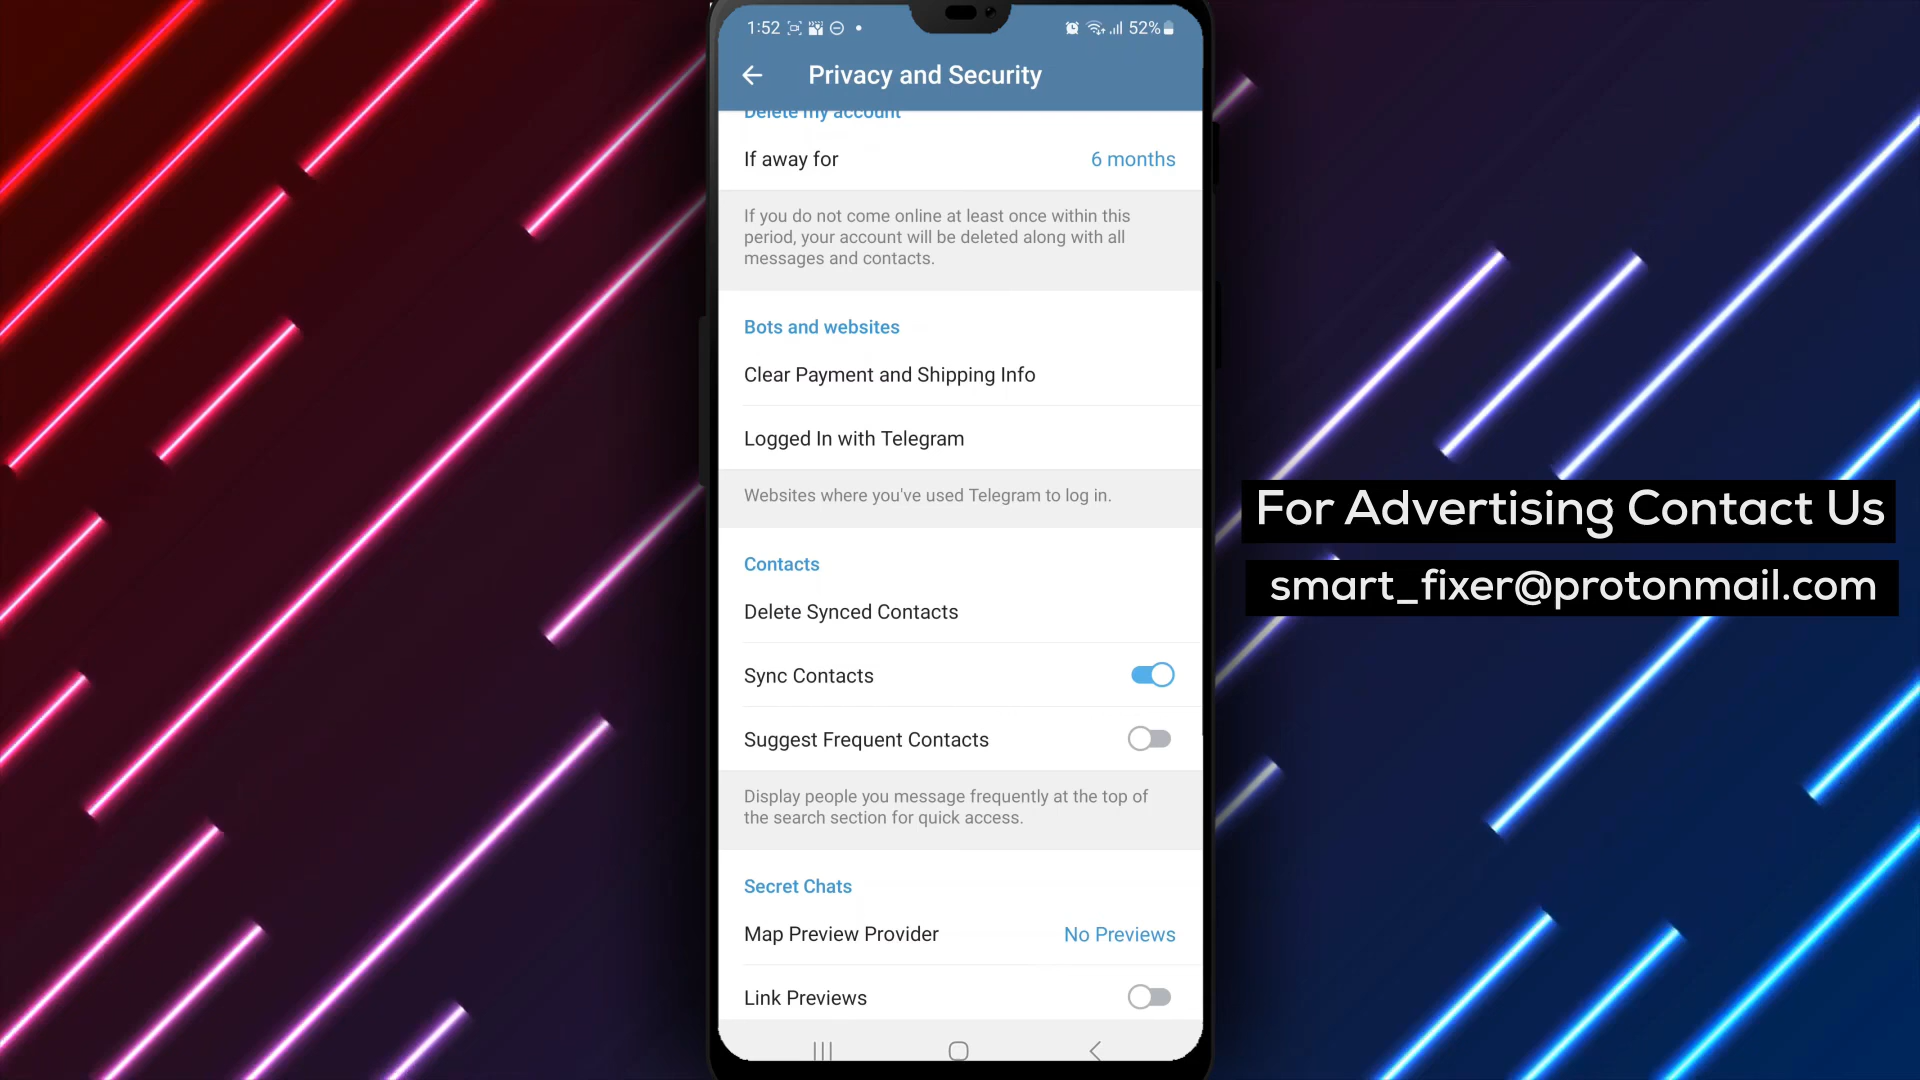 1:52
52%
Privacy and Security
Delete my account
If away for
6 months
If you do not come online at least once within this
period, your account will be deleted along with all
messages and contacts.
Bots and websites
Clear Payment and Shipping Info
Logged In with Telegram
Websites where you've used Telegram to log in.
Contacts
Delete Synced Contacts
Sync Contacts
Suggest Frequent Contacts
Display people you message frequently at the top of
the search section for quick access.
Secret Chats
Map Preview Provider
No Previews
Link Previews
For Advertising Contact Us
smart_fixer@protonmail.com